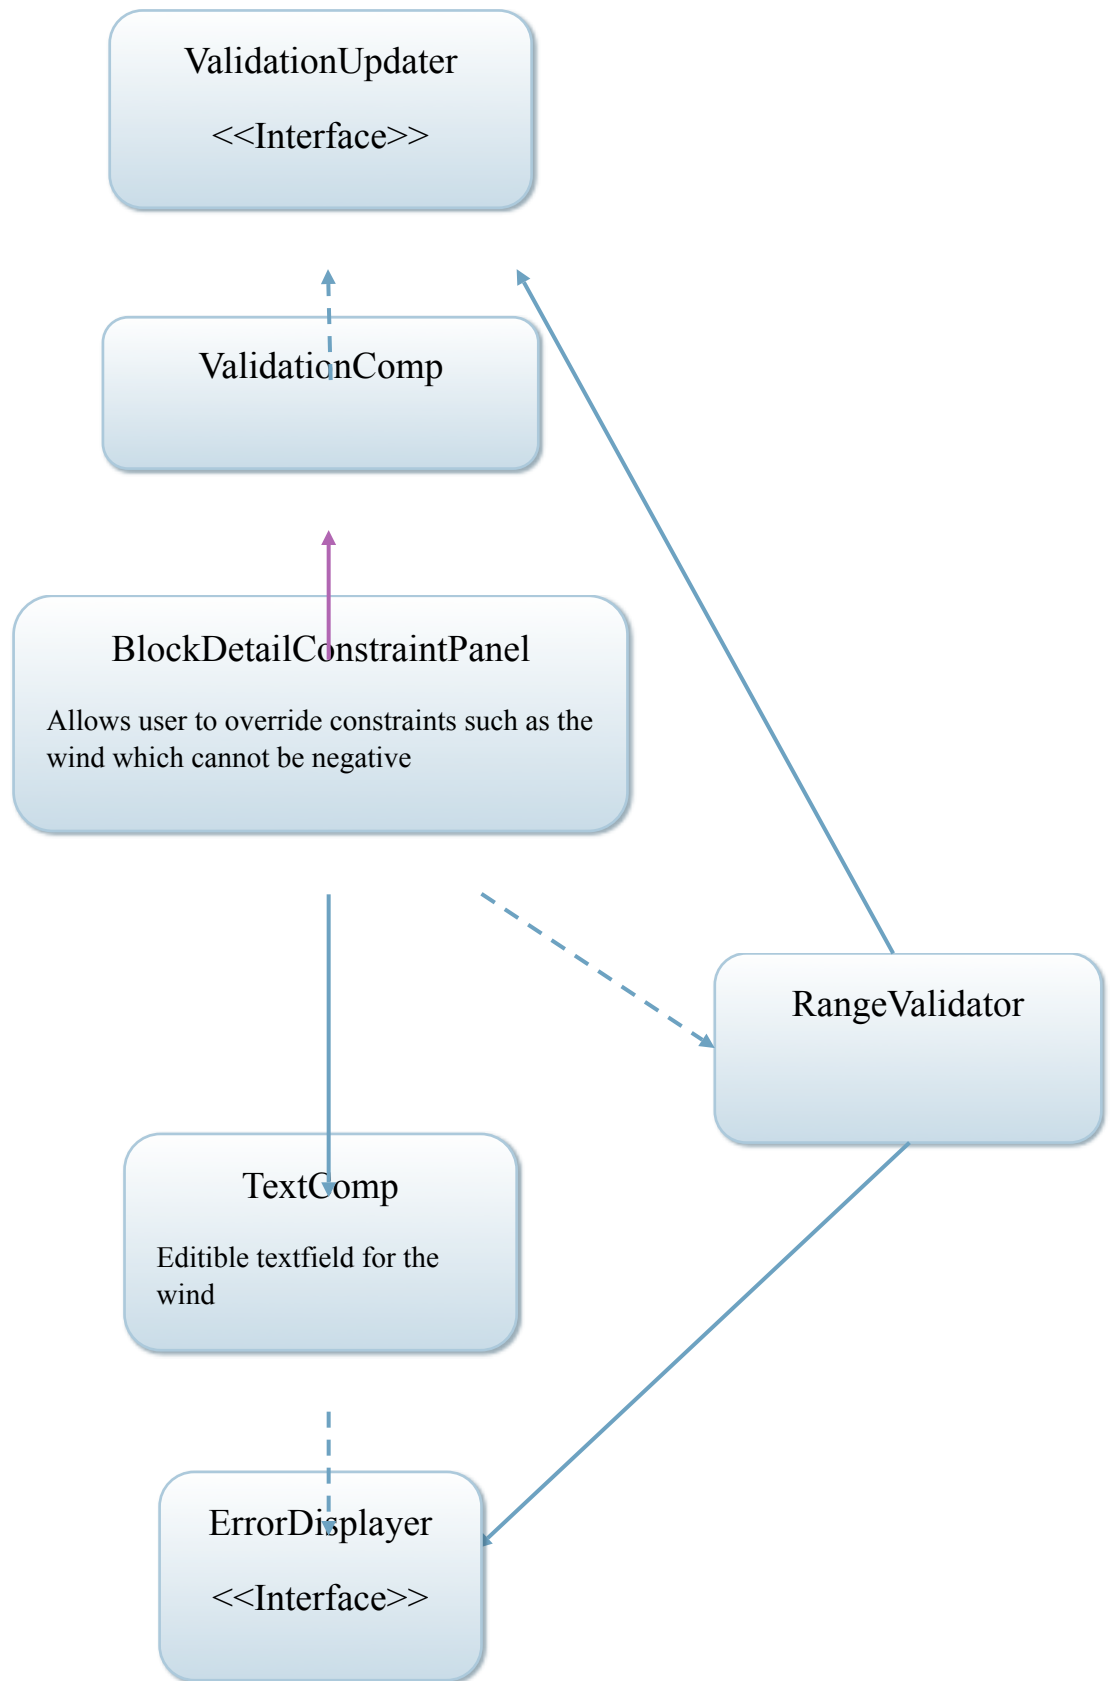 ValidationUpdater
<<Interface>>
ValidationComp
BlockDetailConstraintPanel
Allows user to override constraints such as the
wind which cannot be negative
RangeValidator
TextComp
Editible textfield for the
wind
ErrorDisplayer
<<Interface>>